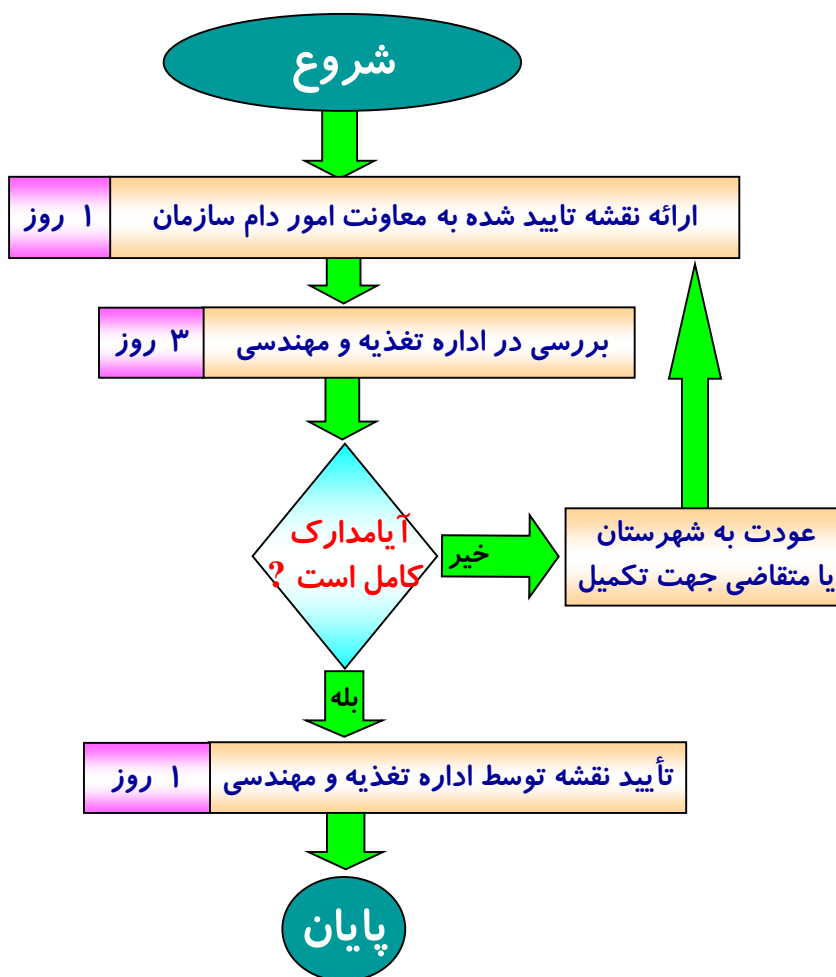 شروع
ارائه نقشه تایید شده به معاونت امور دام سازمان
۱ روز
بررسی در اداره تغذیه و مهندسی
۳ روز
آیامدارک
کامل است ?
خیر
عودت به شهرستان
یا متقاضی جهت تکمیل
بله
تأیید نقشه توسط اداره تغذیه و مهندسی
۱ روز
پایان